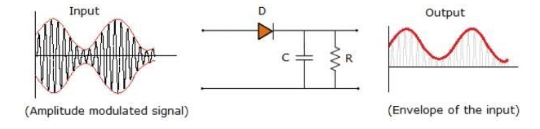 Input
D
Output
C
R
(Amplitude modulated signal)
(Envelope of the input)